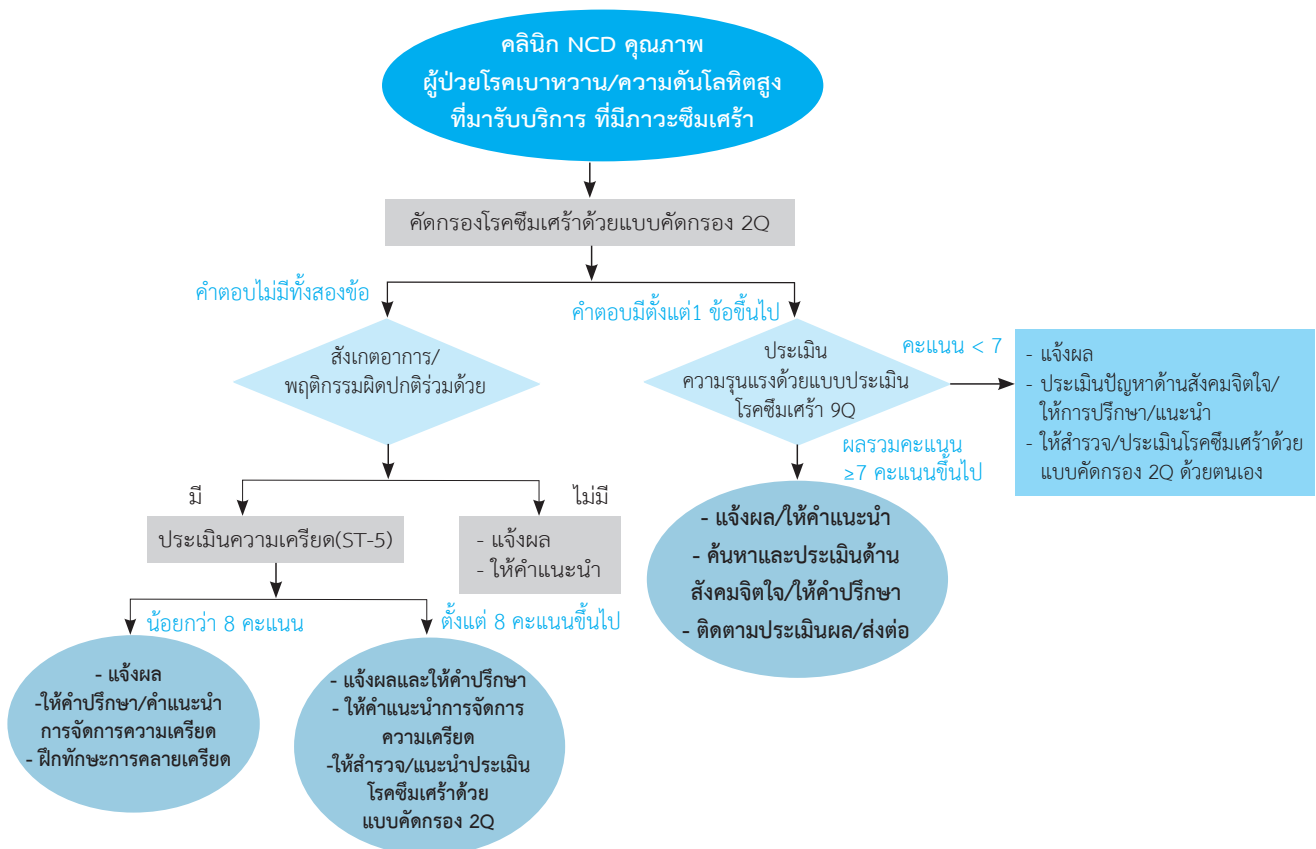 คลินิก NCD คุณภาพ
ผู้ป่วยโรคเบาหวาน/ความดันโลหิตสูง
ที่มารับบริการ ที่มีภาวะซึมเศร้า
คัดกรองโรคซึมเศร้าด้วยแบบคัดกรอง 2Q
คำตอบไม่มีทั้งสองข้อ
คำตอบมีตั้งแต่1 ข้อขึ้นไป
สังเกตอาการ/
พฤติกรรมผิดปกติร่วมด้วย
ประเมิน
ความรุนแรงด้วยแบบประเมิน
โรคซึมเศร้า 9Q
คะแนน < 7
- แจ้งผล
- ประเมินปัญหาด้านสังคมจิตใจ/
ให้การปรึกษา/แนะนำ
- ให้สำรวจ/ประเมินโรคซึมเศร้าด้วย
แบบคัดกรอง 2Q ด้วยตนเอง
ผลรวมคะแนน
≥7 คะแนนขึ้นไป
- แจ้งผล/ให้คำแนะนำ
- ค้นหาและประเมินด้าน
สังคมจิตใจ/ให้คำปรึกษา
- ติดตามประเมินผล/ส่งต่อ
มี
ไม่มี
ประเมินความเครียด(ST-5)
- แจ้งผล
- ให้คำแนะนำ
น้อยกว่า 8 คะแนน
ตั้งแต่ 8 คะแนนขึ้นไป
- แจ้งผล
-ให้คำปรึกษา/คำแนะนำ
การจัดการความเครียด
- ฝึกทักษะการคลายเครียด
- แจ้งผลและให้คำปรึกษา
- ให้คำแนะนำการจัดการ
ความเครียด
-ให้สำรวจ/แนะนำประเมิน
โรคซึมเศร้าด้วย
แบบคัดกรอง 2Q